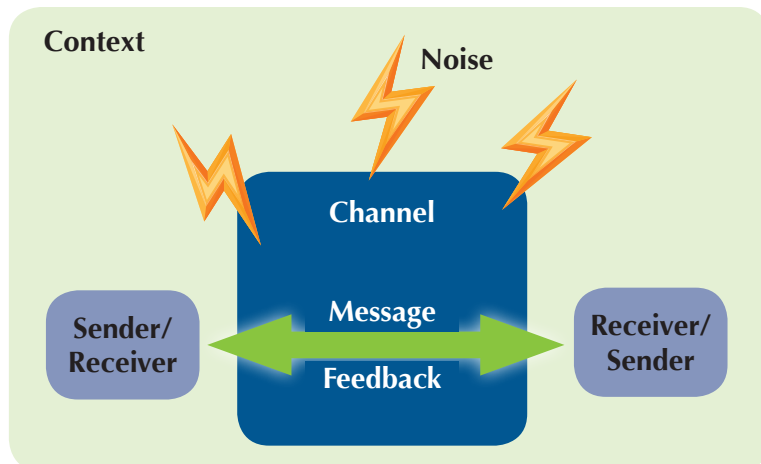 Context
Noise
Channel
Message
Feedback
Sender/
Receiver
Receiver/
Sender